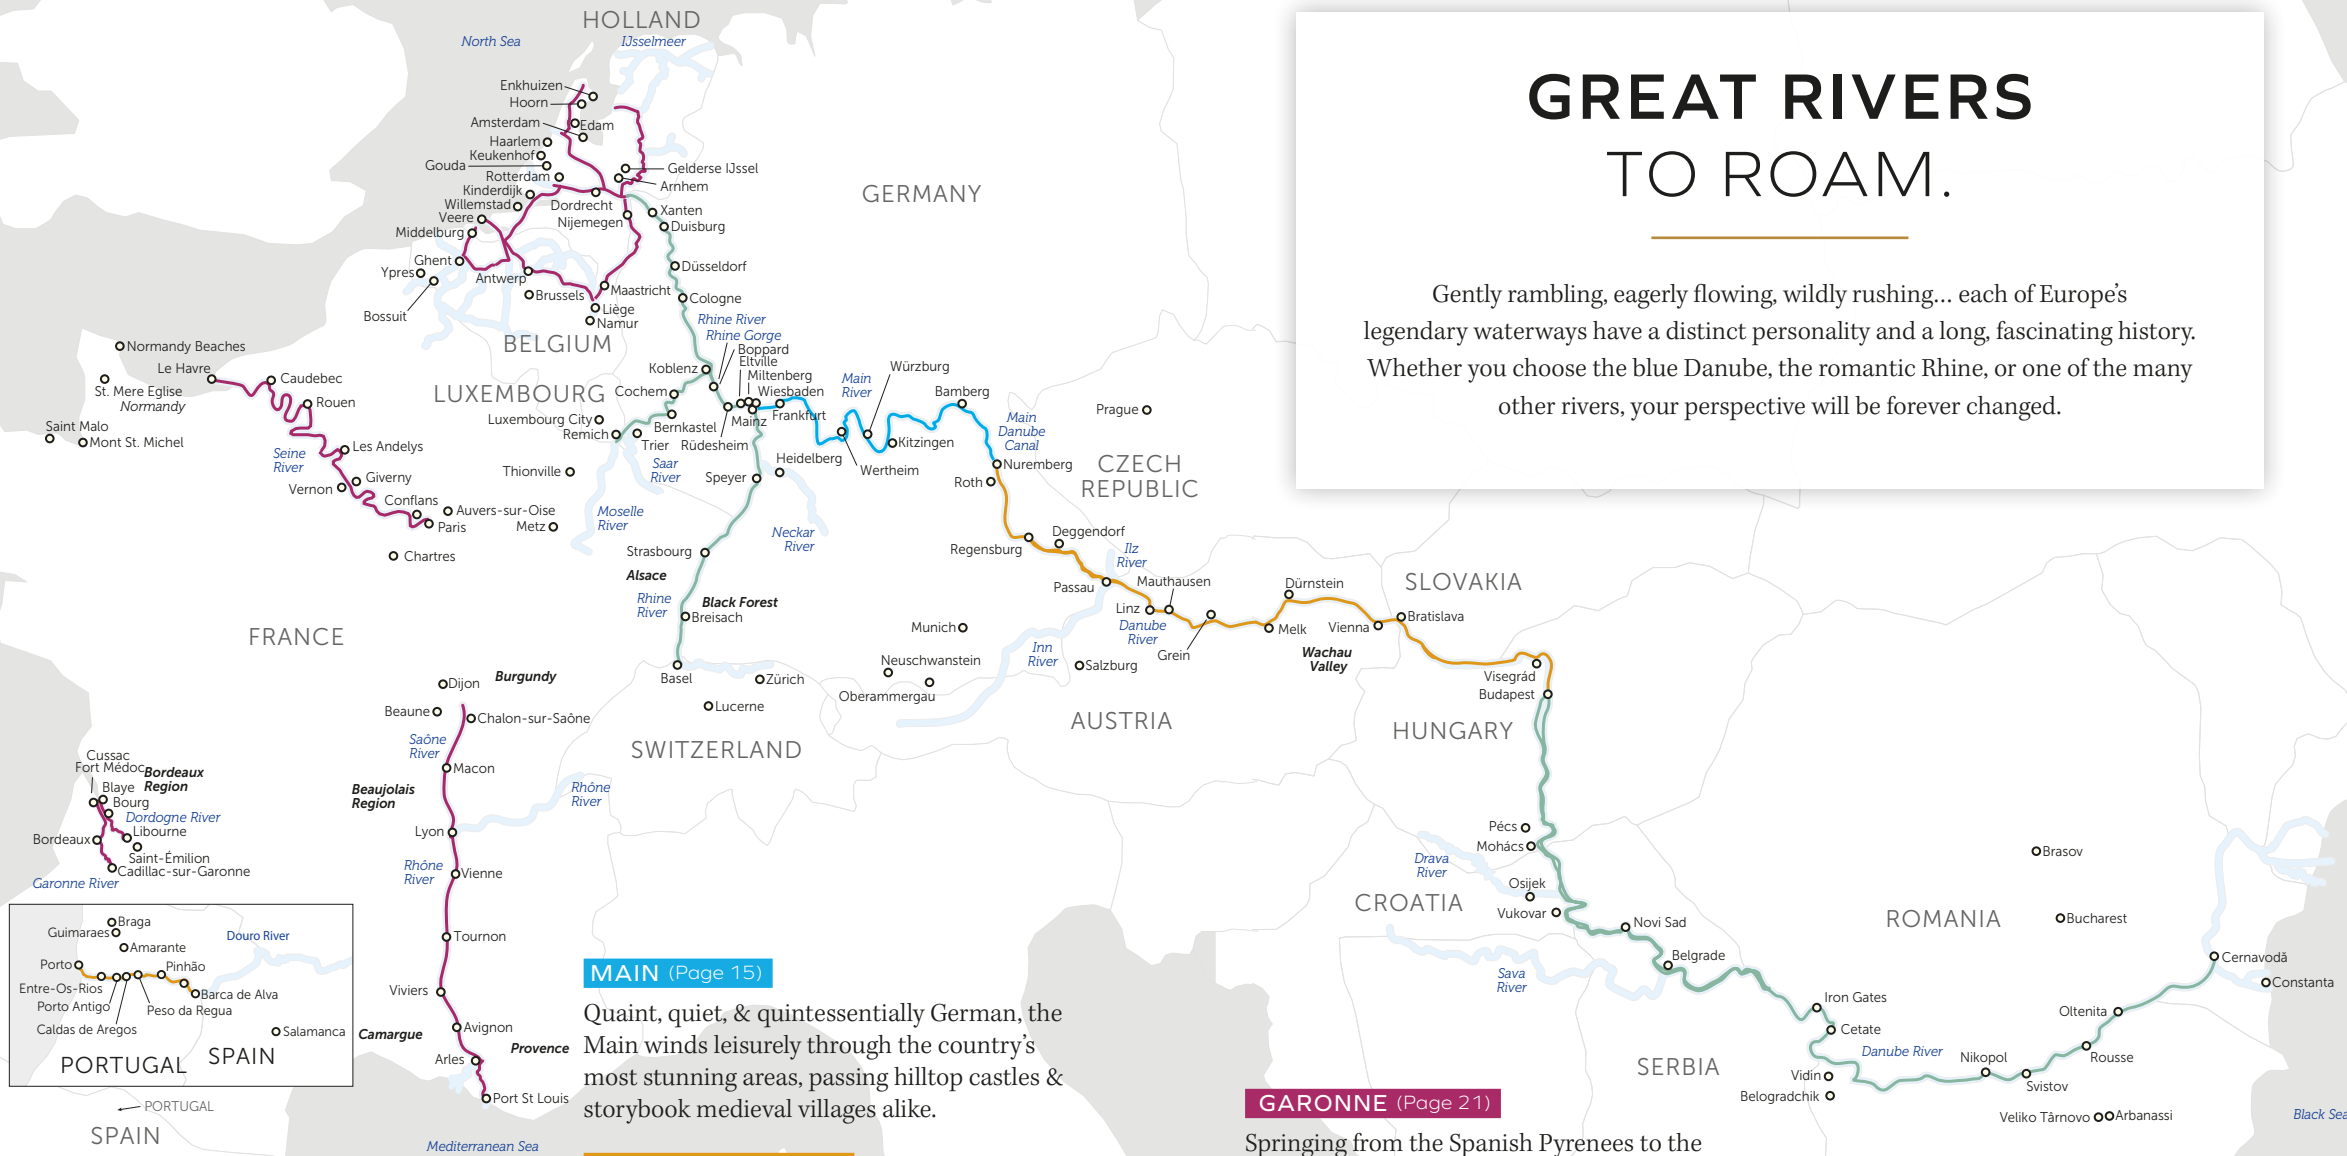 HOLLAND
North Sea
IJsselmeer
Enkhuizen
Hoorn
Amsterdam
Edam
Haarlem
Keukenhof
Gouda
Rotterdam
Kinderdijk
Willemstad
Veere
Middelburg
Gelderse IJssel
Arnhem
Dordrecht
Nijemegen
Xanten
Duisburg
Ghent
Ypres
Bossuit
Antwerp
Brussels
Maastricht
Liège
Namur
Düsseldorf
Cologne
GERMANY
BELGIUM
LUXEMBOURG
Rhine River
Rhine Gorge
Boppard
Eltville
Miltenberg
Wiesbaden
Frankfurt
Koblenz
Cochem
Mainz
Luxembourg City
Remich
Bernkastel
Trier
Rüdesheim
Saar
River
Thionville
Metz
Moselle
River
Speyer
Heidelberg
Neckar
River
Main
River
Würzburg
Bamberg
Kitzingen
Wertheim
Main
Danube
Canal
Nuremberg
Roth
Prague
CZECH
REPUBLIC
Normandy Beaches
Le Havre
St. Mere Eglise
Normandy
Saint Malo
Mont St. Michel
Caudebec
Rouen
Les Andelys
Seine
River
Giverny
Vernon
Conflans
Auvers-sur-Oise
Paris
Chartres
Strasbourg
Alsace
Rhine
River
Black Forest
Breisach
Basel
Zürich
Lucerne
SWITZERLAND
Munich
Neuschwanstein
Oberammergau
Regensburg
Deggendorf
Ilz
River
Passau
Mauthausen
Linz
Danube
River
Grein
Inn
River
Salzburg
AUSTRIA
Dürnstein
Melk
Wachau
Valley
Vienna
Bratislava
SLOVAKIA
Visegrád
Budapest
HUNGARY
FRANCE
Dijon
Burgundy
Beaune
Chalon-sur-Saône
Saône
River
Macon
Beaujolais
Region
Rhône
River
Lyon
Rhône
River
Vienne
Tournon
Viviers
Avignon
Camargue
Provence
Arles
Port St Louis
Mediterranean Sea
Cussac
Fort Médoc
Bordeaux
Region
Blaye
Bourg
Dordogne River
Libourne
Bordeaux
Saint-Émilion
Cadillac-sur-Garonne
Garonne River
Braga
Guimaraes
Amarante
Douro River
Porto
Pinhão
Entre-Os-Rios
Porto Antigo
Caldas de Aregos
Barca de Alva
Peso da Regua
Salamanca
PORTUGAL
SPAIN
PORTUGAL
SPAIN
Pécs
Mohács
Drava
River
Osijek
Vukovar
CROATIA
Novi Sad
Belgrade
Sava
River
SERBIA
Iron Gates
Cetate
Danube River
Vidin
Belogradchik
Nikopol
Svistov
Rousse
Oltenita
Veliko Târnovo
Arbanassi
Brasov
Bucharest
ROMANIA
Cernavodă
Constanta
Black Sea
GREAT RIVERS
TO ROAM.
Gently rambling, eagerly flowing, wildly rushing... each of Europe’s
legendary waterways have a distinct personality and a long, fascinating history.
Whether you choose the blue Danube, the romantic Rhine, or one of the many
other rivers, your perspective will be forever changed.
MAIN (Page 15)
Quaint, quiet, & quintessentially German, the
Main winds leisurely through the country’s
most stunning areas, passing hilltop castles &
storybook medieval villages alike.
GARONNE (Page 21)
Springing from the Spanish Pyrenees to the